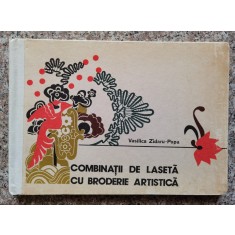 Vasilica Zidaru-Popa
COMBINAȚII DE LASETĂ
CU BRODERIE ARTISTICĂ